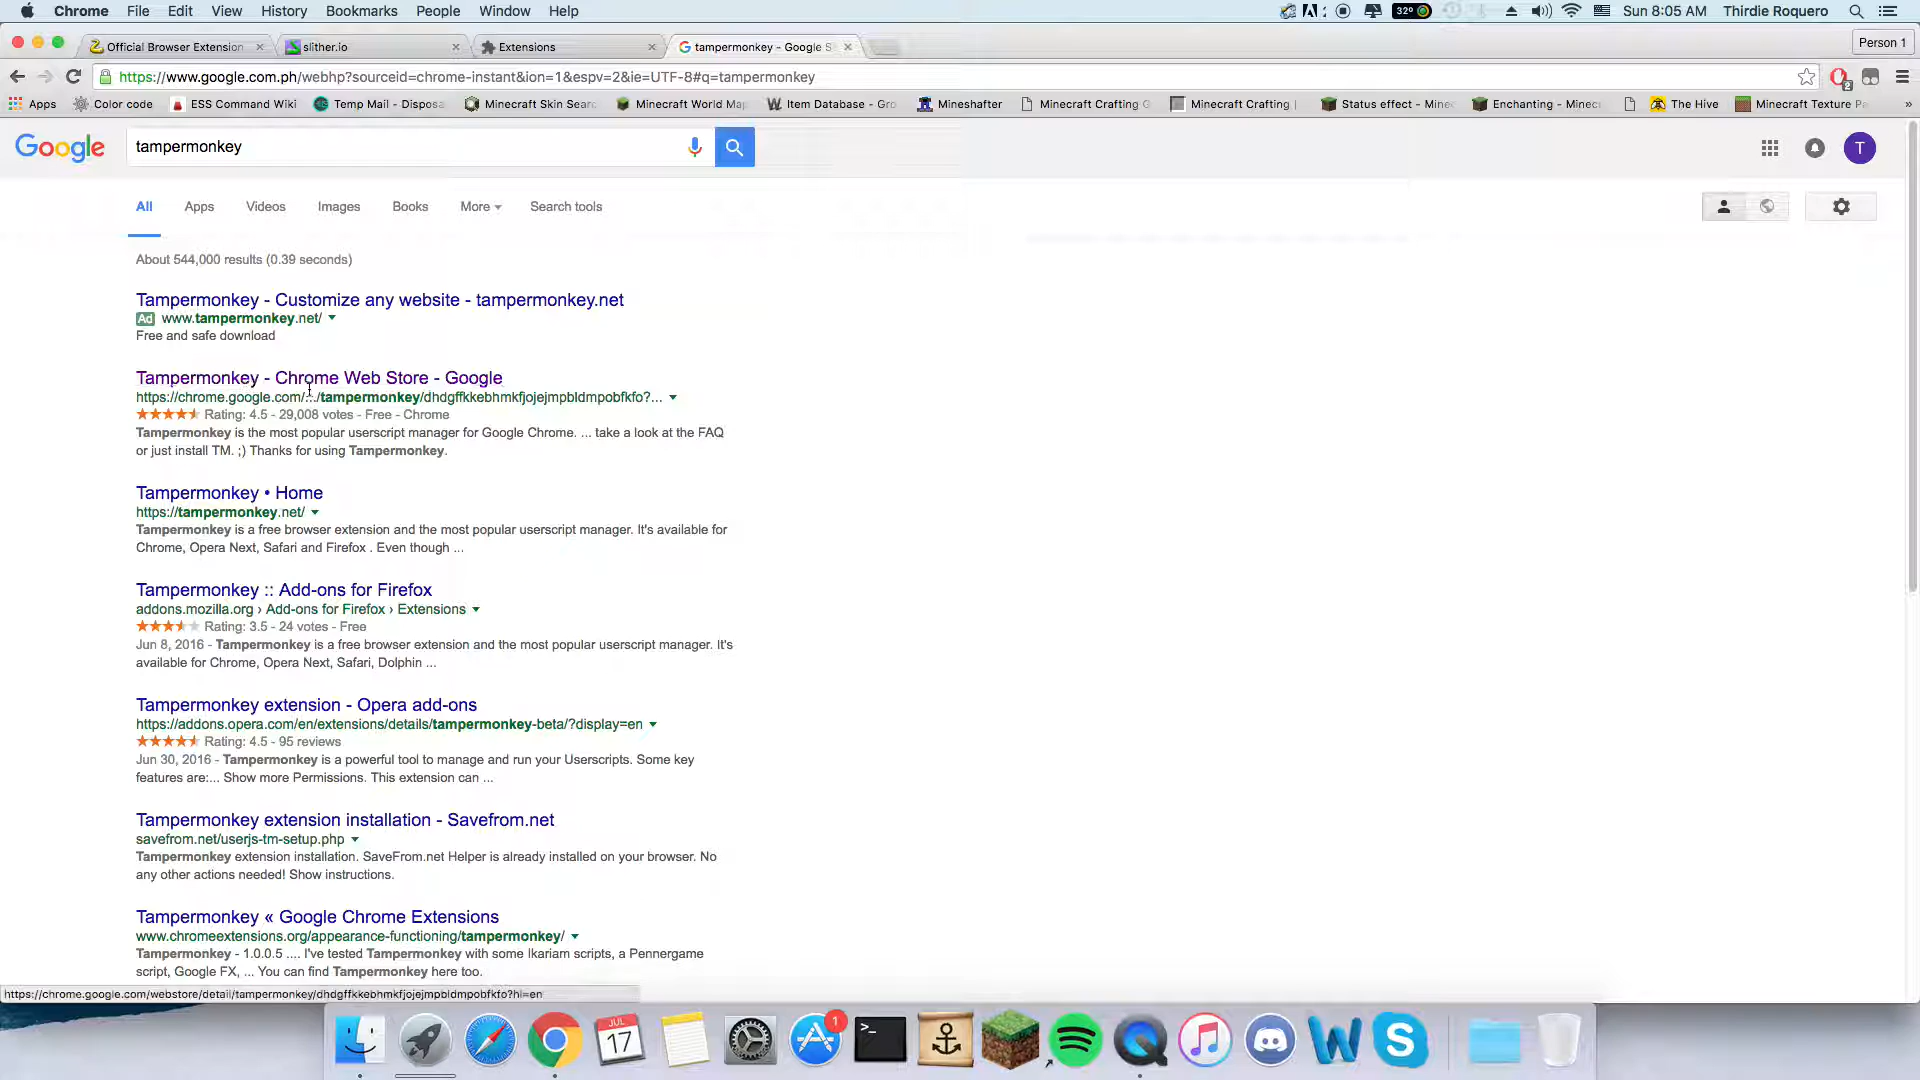 Chrome File Edit View History Bookmarks People Window Help 32º Sun 8:05 AM Thirdie Roquero
Official Browser Extension slither.io Extensions tampermonkey - Google S Person 1
https://www.google.com.ph/webhp?sourceid=chrome-instant&ion=1&espv=2&ie=UTF-8#q=tampermonkey
Apps Color code ESS Command Wiki Temp Mail - Disposa Minecraft Skin Sear Minecraft World Ma Item Database - Gro Mineshafter Minecraft Crafting G Minecraft Crafting | Status effect - Mine Enchanting - Minec The Hive Minecraft Texture Pa »
Google tampermonkey T
All Apps Videos Images Books More Search tools
About 544,000 results (0.39 seconds)
Tampermonkey - Customize any website - tampermonkey.net
Ad www.tampermonkey.net/
Free and safe download
Tampermonkey - Chrome Web Store - Google
https://chrome.google.com/.../tampermonkey/dhdgffkkebhmkfjojejmpbldmpobfkfo?...
Rating: 4.5 - 29,008 votes - Free - Chrome
Tampermonkey is the most popular userscript manager for Google Chrome. ... take a look at the FAQ
or just install TM. ;) Thanks for using Tampermonkey.
Tampermonkey • Home
https://tampermonkey.net/
Tampermonkey is a free browser extension and the most popular userscript manager. It's available for
Chrome, Opera Next, Safari and Firefox . Even though ...
Tampermonkey :: Add-ons for Firefox
addons.mozilla.org › Add-ons for Firefox › Extensions
Rating: 3.5 - 24 votes - Free
Jun 8, 2016 - Tampermonkey is a free browser extension and the most popular userscript manager. It's
available for Chrome, Opera Next, Safari, Dolphin ...
Tampermonkey extension - Opera add-ons
https://addons.opera.com/en/extensions/details/tampermonkey-beta/?display=en
Rating: 4.5 - 95 reviews
Jun 30, 2016 - Tampermonkey is a powerful tool to manage and run your Userscripts. Some key
features are:... Show more Permissions. This extension can ...
Tampermonkey extension installation - Savefrom.net
savefrom.net/userjs-tm-setup.php
Tampermonkey extension installation. SaveFrom.net Helper is already installed on your browser. No
any other actions needed! Show instructions.
Tampermonkey « Google Chrome Extensions
www.chromeextensions.org/appearance-functioning/tampermonkey/
Tampermonkey - 1.0.0.5 .... I've tested Tampermonkey with some Ikariam scripts, a Pennergame
script, Google FX, ... You can find Tampermonkey here too.
https://chrome.google.com/webstore/detail/tampermonkey/dhdgffkkebhmkfjojejmpbldmpobfkfo?hl=en
JUL
17
1